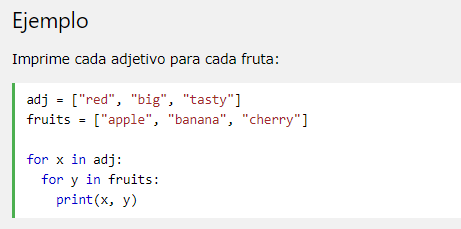 Ejemplo
Imprime cada adjetivo para cada fruta:
adj = ["red", "big", "tasty"]
fruits = ["apple", "banana", "cherry"]

for x in adj:
  for y in fruits:
    print(x, y)